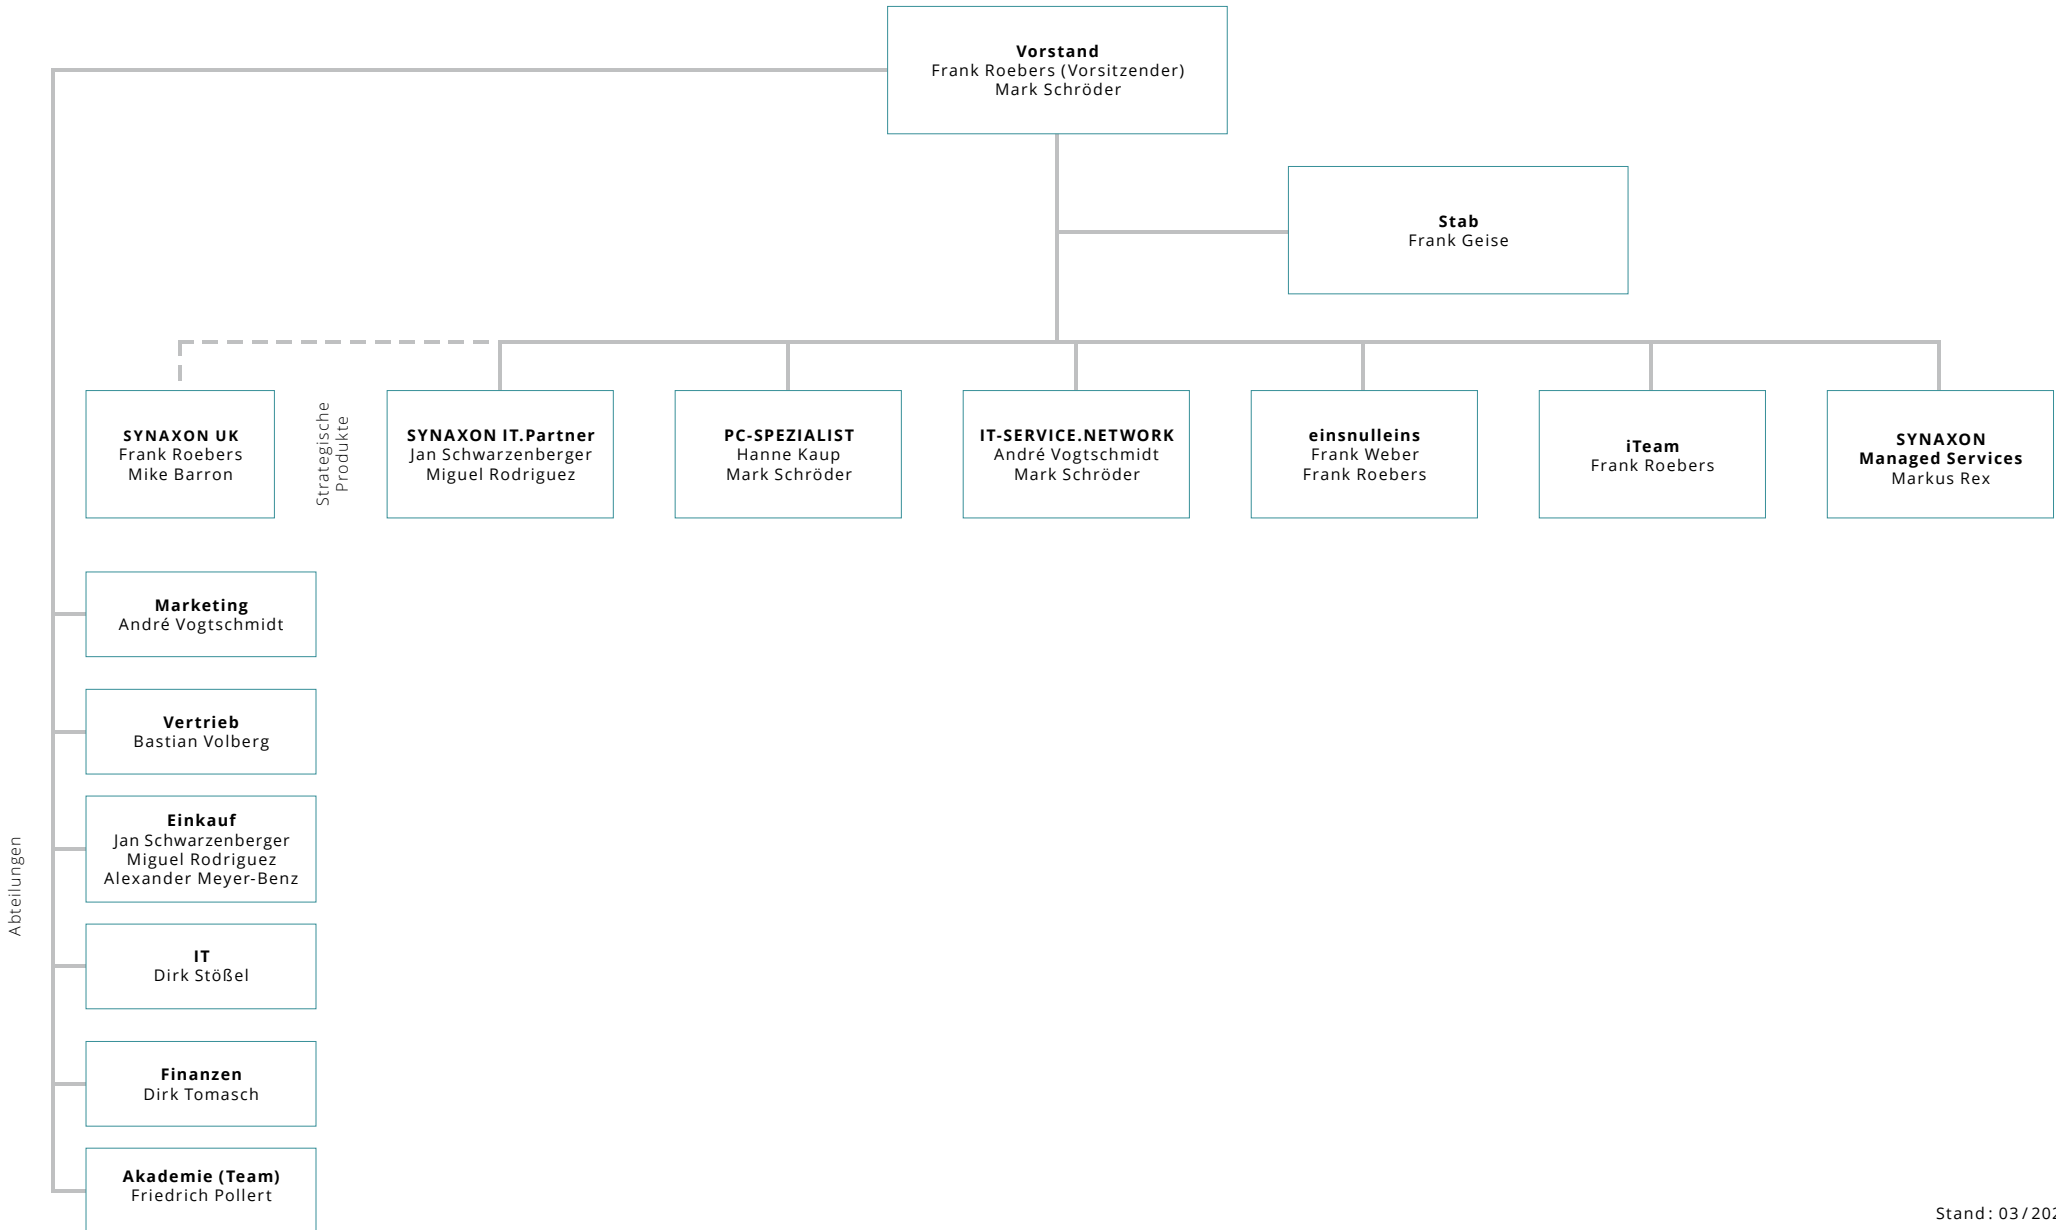 Vorstand
Frank Roebers (Vorsitzender)
Mark Schröder
Stab
Frank Geise
SYNAXON UK
Frank Roebers
Mike Barron
Strategische
Produkte
SYNAXON IT.Partner
Jan Schwarzenberger
Miguel Rodriguez
PC-SPEZIALIST
Hanne Kaup
Mark Schröder
IT-SERVICE.NETWORK
André Vogtschmidt
Mark Schröder
einsnulleins
Frank Weber
Frank Roebers
iTeam
Frank Roebers
SYNAXON
Managed Services
Markus Rex
Abteilungen
Marketing
André Vogtschmidt
Vertrieb
Bastian Volberg
Einkauf
Jan Schwarzenberger
Miguel Rodriguez
Alexander Meyer-Benz
IT
Dirk Stößel
Finanzen
Dirk Tomasch
Akademie (Team)
Friedrich Pollert
Stand: 03/202